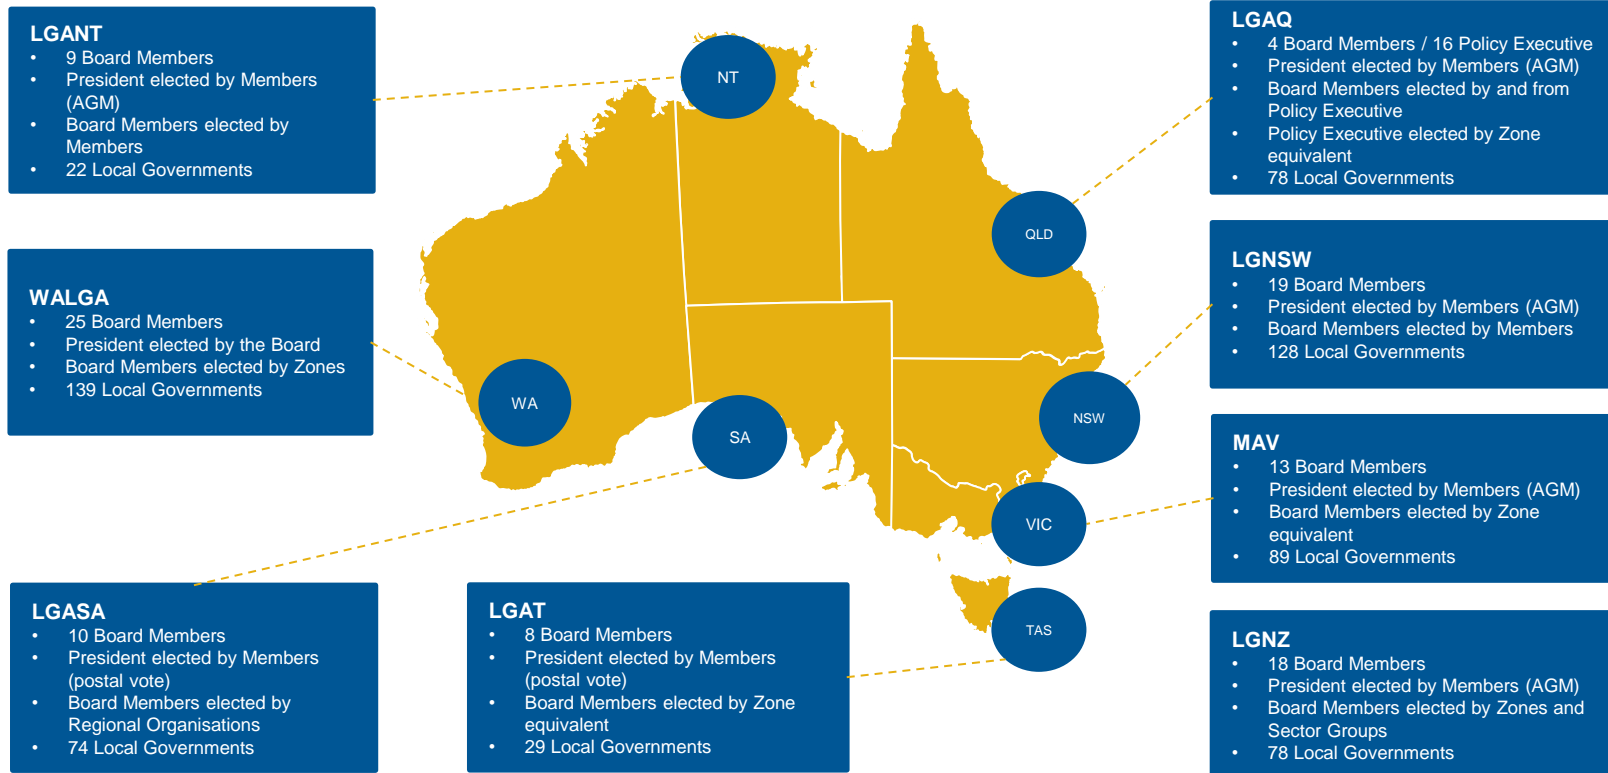 LGANT
• 9 Board Members
• President elected by Members
(AGM)
• Board Members elected by
Members
• 22 Local Governments
NT
LGAQ
• 4 Board Members / 16 Policy Executive
• President elected by Members (AGM)
• Board Members elected by and from
Policy Executive
• Policy Executive elected by Zone
equivalent
• 78 Local Governments
QLD
WALGA
• 25 Board Members
• President elected by the Board
• Board Members elected by Zones
• 139 Local Governments
WA
LGNSW
• 19 Board Members
• President elected by Members (AGM)
• Board Members elected by Members
• 128 Local Governments
NSW
SA
MAV
• 13 Board Members
• President elected by Members (AGM)
• Board Members elected by Zone
equivalent
• 89 Local Governments
VIC
LGASA
• 10 Board Members
• President elected by Members
(postal vote)
• Board Members elected by
Regional Organisations
• 74 Local Governments
LGAT
• 8 Board Members
• President elected by Members
(postal vote)
• Board Members elected by Zone
equivalent
• 29 Local Governments
TAS
LGNZ
• 18 Board Members
• President elected by Members (AGM)
• Board Members elected by Zones and
Sector Groups
• 78 Local Governments